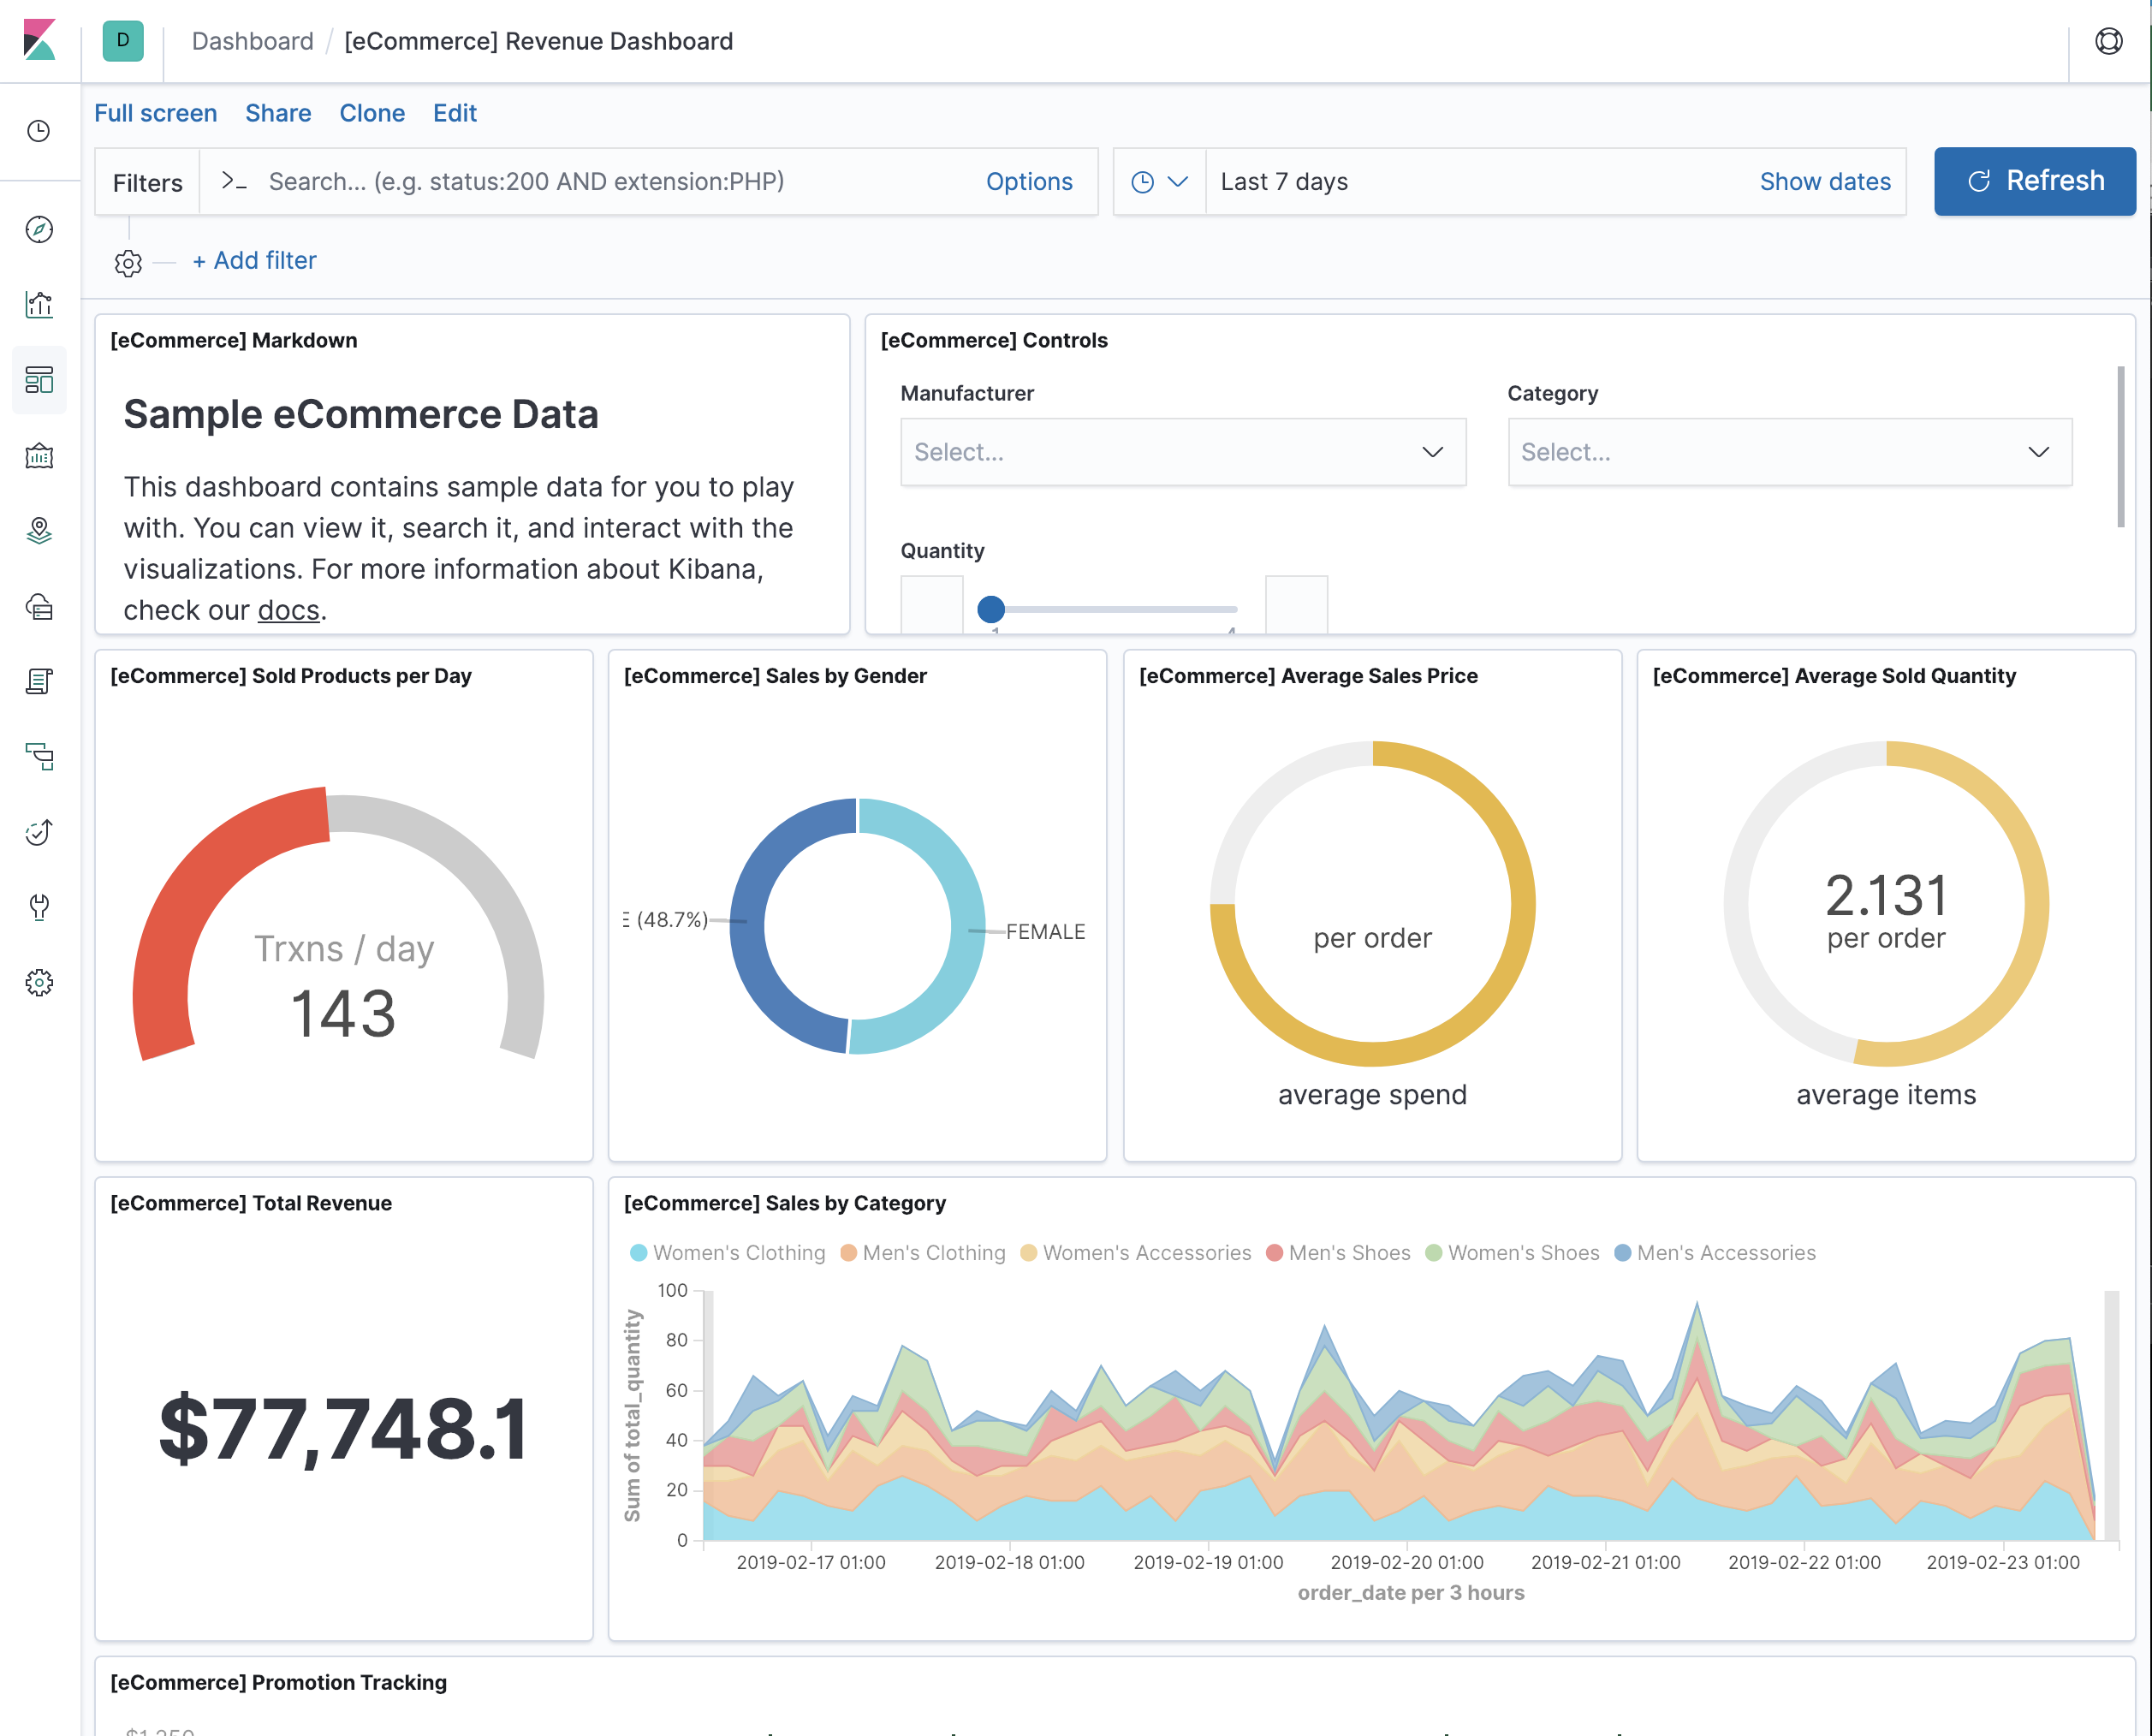 D Dashboard / [eCommerce] Revenue Dashboard
Full screen Share Clone Edit
Filters >_ Search... (e.g. status:200 AND extension:PHP) Options Last 7 days Show dates Refresh
+ Add filter
[eCommerce] Markdown
Sample eCommerce Data
This dashboard contains sample data for you to play
with. You can view it, search it, and interact with the
visualizations. For more information about Kibana,
check our docs.
[eCommerce] Controls
Manufacturer Category
Select... Select...
Quantity
[eCommerce] Sold Products per Day
Trxns / day
143
[eCommerce] Sales by Gender
E (48.7%)
FEMALE
[eCommerce] Average Sales Price
per order
average spend
[eCommerce] Average Sold Quantity
2.131
per order
average items
[eCommerce] Total Revenue
$77,748.1
[eCommerce] Sales by Category
Women's Clothing Men's Clothing Women's Accessories Men's Shoes Women's Shoes Men's Accessories
Sum of total_quantity
100
80
60
40
20
0
2019-02-17 01:00 2019-02-18 01:00 2019-02-19 01:00 2019-02-20 01:00 2019-02-21 01:00 2019-02-22 01:00 2019-02-23 01:00
order_date per 3 hours
[eCommerce] Promotion Tracking